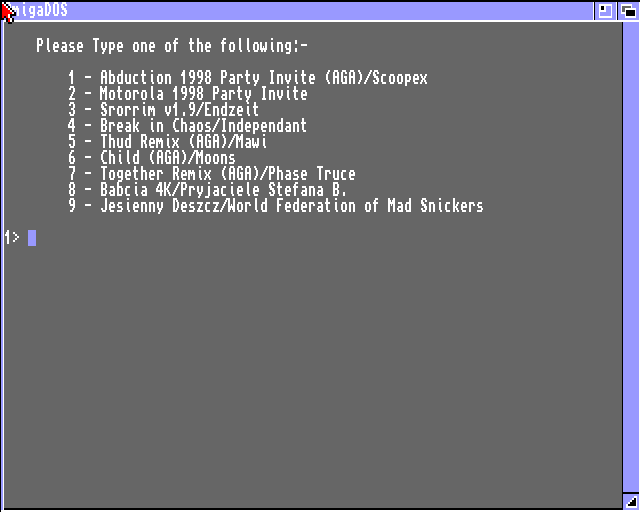 AmigaDOS
Please Type one of the following:-
1 - Abduction 1998 Party Invite (AGA)/Scoopex
2 - Motorola 1998 Party Invite
3 - Srorrim v1.9/Endzeit
4 - Break in Chaos/Independant
5 - Thud Remix (AGA)/Mawi
6 - Child (AGA)/Moons
7 - Together Remix (AGA)/Phase Truce
8 - Babcia 4K/Pryjaciele Stefana B.
9 - Jesienny Deszcz/World Federation of Mad Snickers
1>